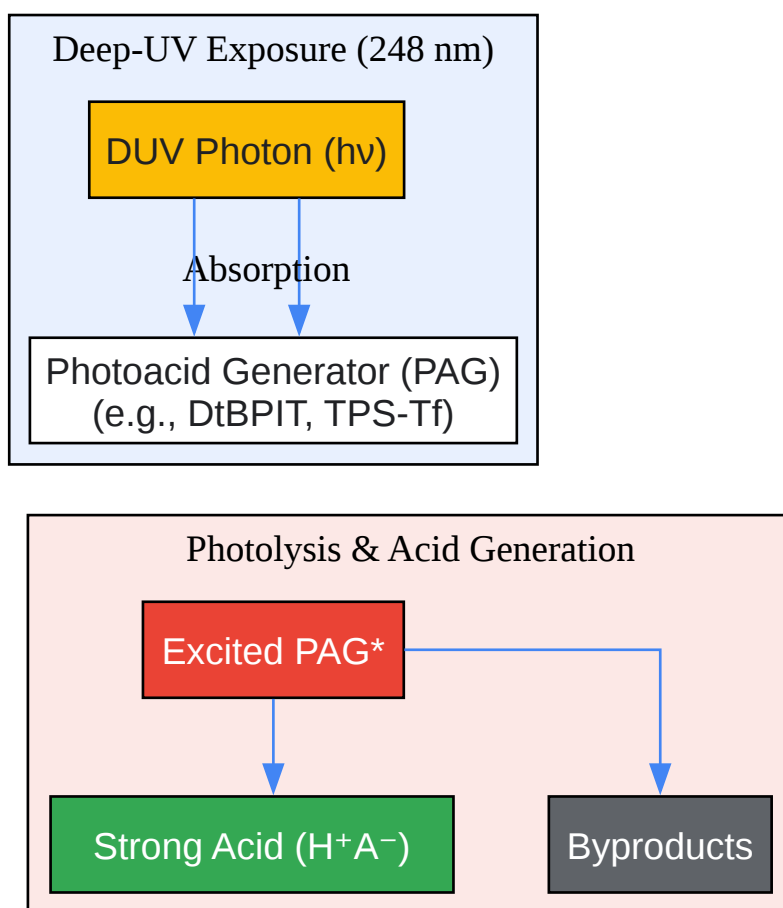 Deep-UV Exposure (248 nm)
DUV Photon (hν)
Absorption
Photoacid Generator (PAG)
(e.g., DtBPIT, TPS-Tf)
Photolysis & Acid Generation
Excited PAG*
Strong Acid (H⁺A⁻)
Byproducts